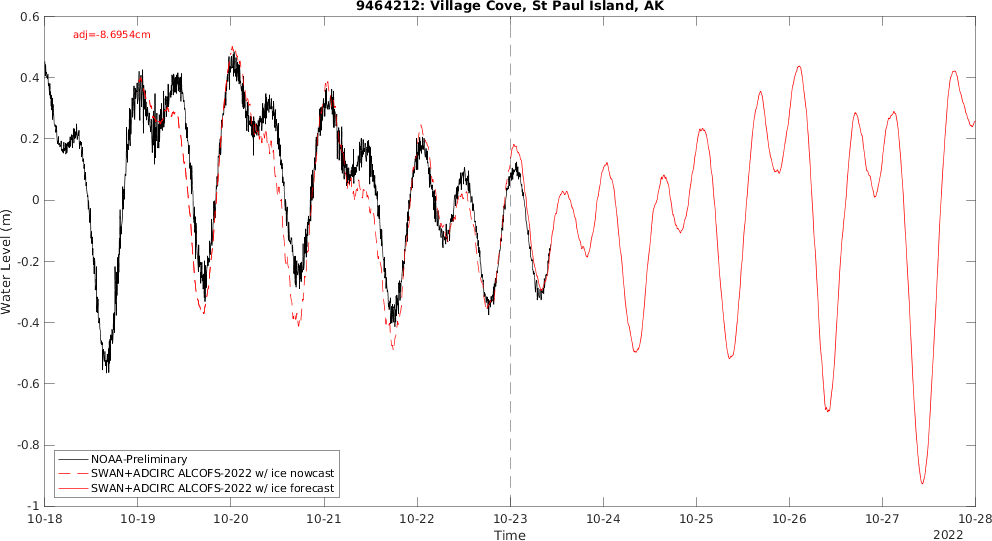 9464212: Village Cove, St Paul Island, AK
adj=-8.6954cm
0.6
0.4
0.2
0
-0.2
-0.4
-0.6
-0.8
-1
Water Level (m)
NOAA-Preliminary
SWAN+ADCIRC ALCOFS-2022 w/ ice nowcast
SWAN+ADCIRC ALCOFS-2022 w/ ice forecast
10-18 10-19 10-20 10-21 10-22 10-23 10-24 10-25 10-26 10-27 10-28
Time
2022